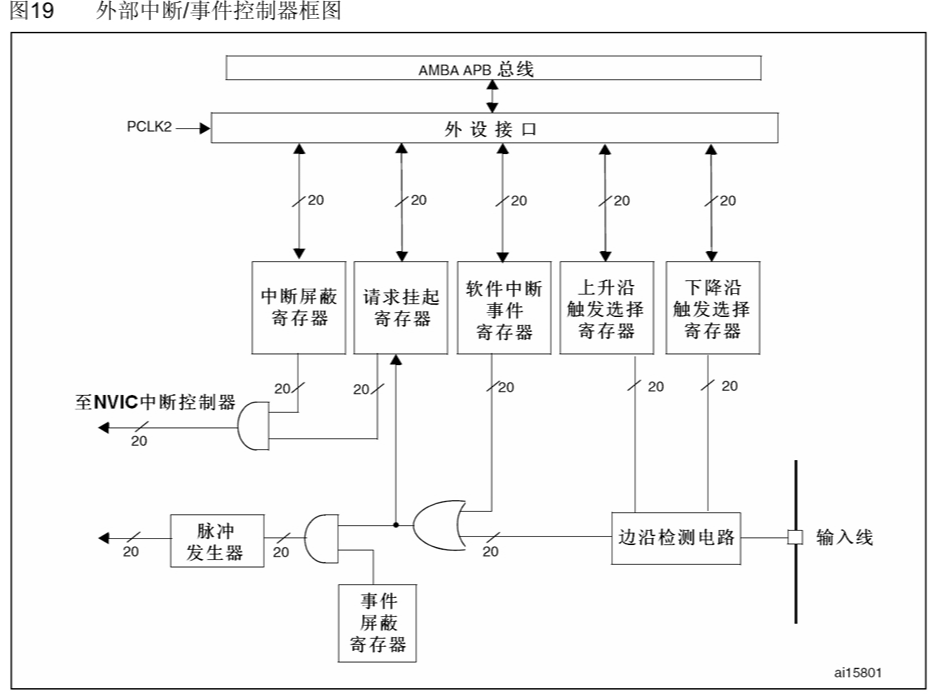 图19 外部中断/事件控制器框图
AMBA APB 总线
PCLK2
外设接口
20
20
20
20
20
中断屏蔽
寄存器
请求挂起
寄存器
软件中断
事件
寄存器
上升沿
触发选择
寄存器
下降沿
触发选择
寄存器
20
20
20
20
20
至NVIC中断控制器
20
脉冲
发生器
20
20
20
边沿检测电路
输入线
事件
屏蔽
寄存器
ai15801